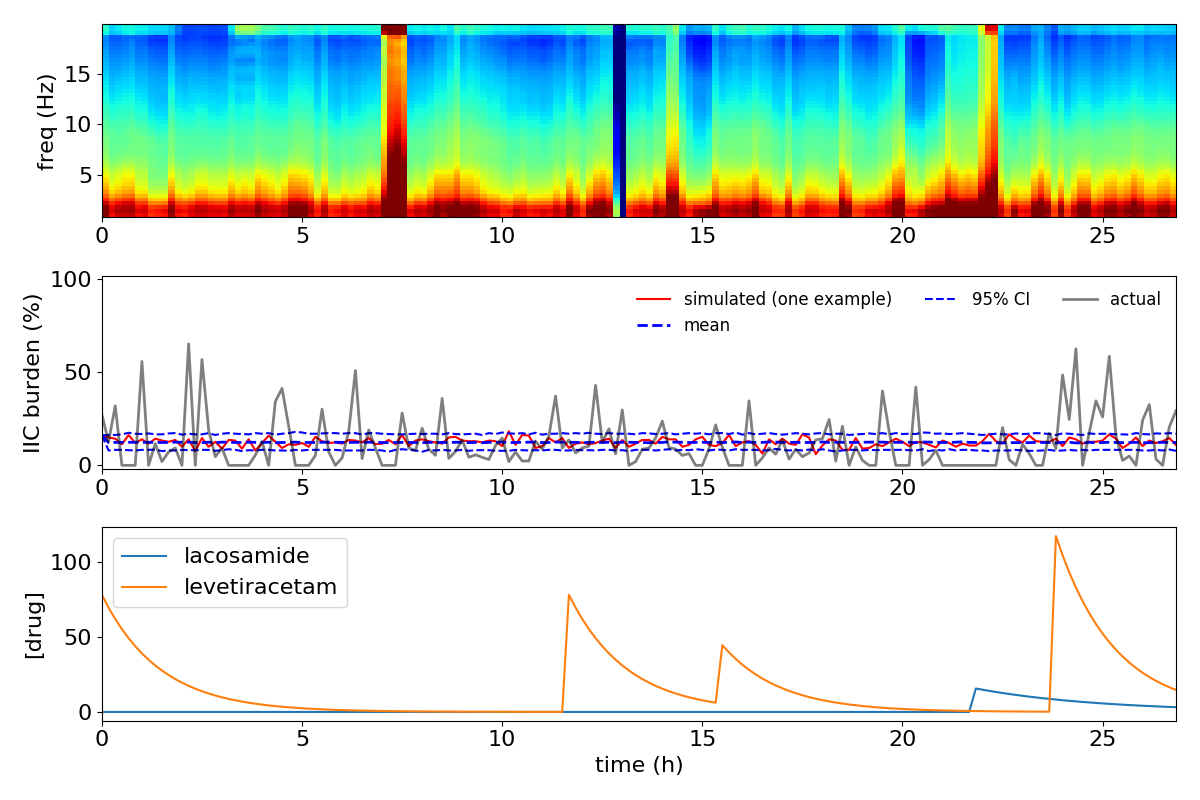 freq (Hz)
15
10
5
0 5 10 15 20 25
IIC burden (%)
100
50
0
simulated (one example) 95% CI actual
mean
0 5 10 15 20 25
[drug]
100
50
0
lacosamide
levetiracetam
0 5 10 15 20 25
time (h)